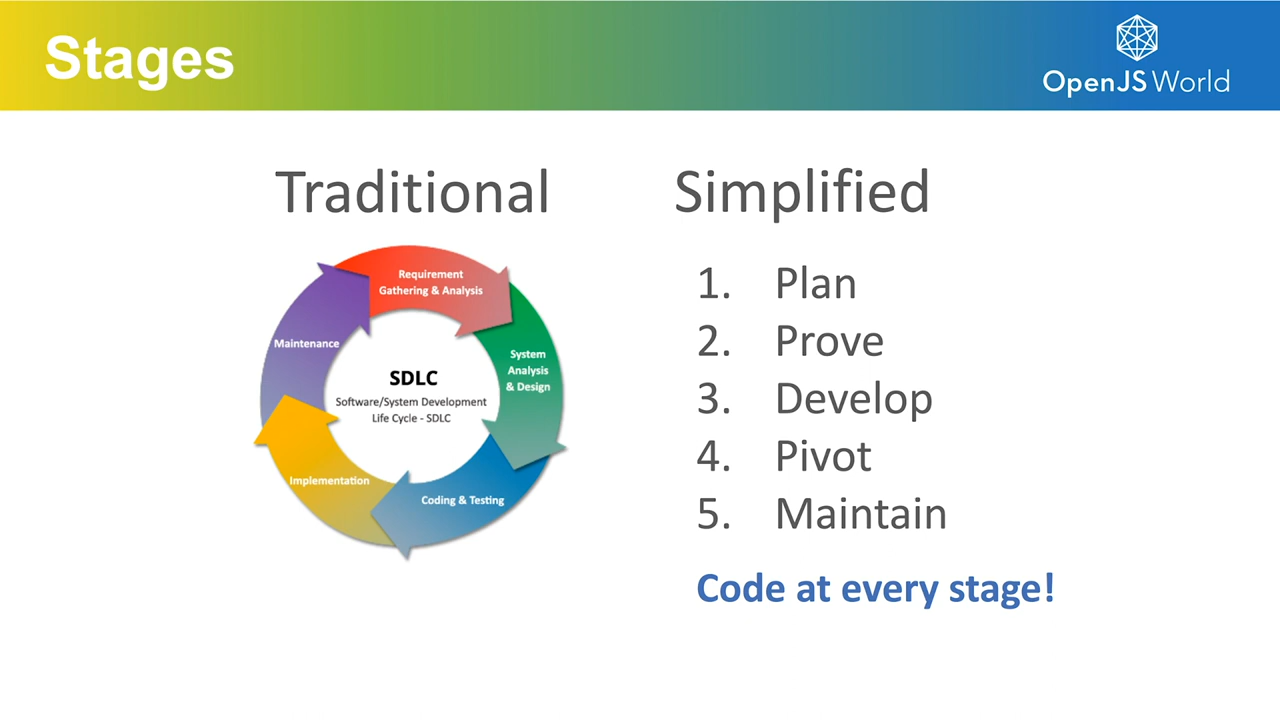 Stages
OpenJS World
Traditional
Requirement
Gathering & Analysis
System
Analysis
& Design
Coding & Testing
Implementation
Maintenance
SDLC
Software/System Development
Life Cycle - SDLC
Simplified
1. Plan
2. Prove
3. Develop
4. Pivot
5. Maintain
Code at every stage!